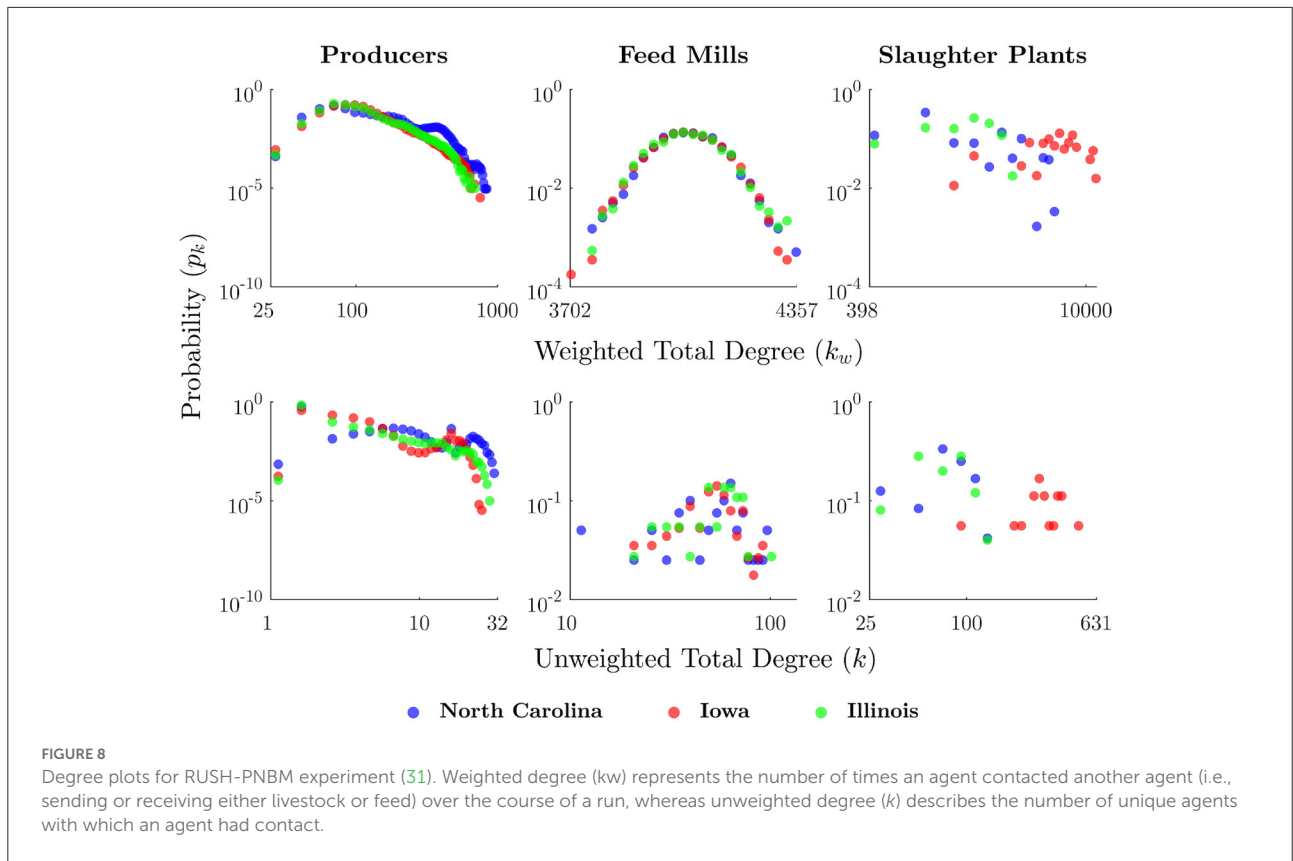 Producers Feed Mills Slaughter Plants
10^0 10^0 10^0
10^-5 10^-2 10^-2
10^-10 10^-4 10^-4
25 100 1000 3702 4357 398 10000
Weighted Total Degree (k_w)
Probability (p_k)
10^0 10^0 10^0
10^-5 10^-1 10^-1
10^-10 10^-2 10^-2
1 10 32 10 100 25 100 631
Unweighted Total Degree (k)
North Carolina Iowa Illinois
FIGURE 8
Degree plots for RUSH-PNBM experiment (31). Weighted degree (kw) represents the number of times an agent contacted another agent (i.e.,
sending or receiving either livestock or feed) over the course of a run, whereas unweighted degree (k) describes the number of unique agents
with which an agent had contact.